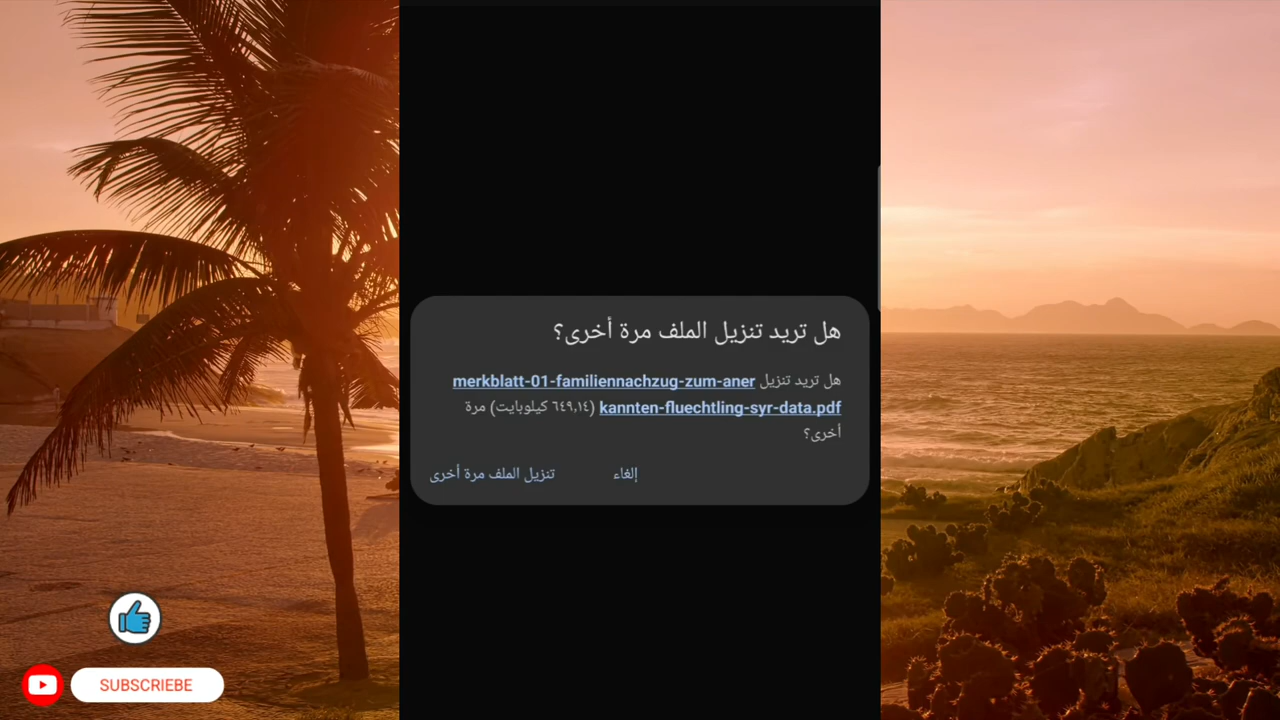 هل تريد تنزيل الملف مرة أخرى؟
هل تريد تنزيل merkblatt-01-familiennachzug-zum-aner
kannten-fluechtling-syr-data.pdf (٦٤٩,١٤ كيلوبايت) مرة
أخرى؟
إلغاء
تنزيل الملف مرة أخرى
SUBSCRIEBE